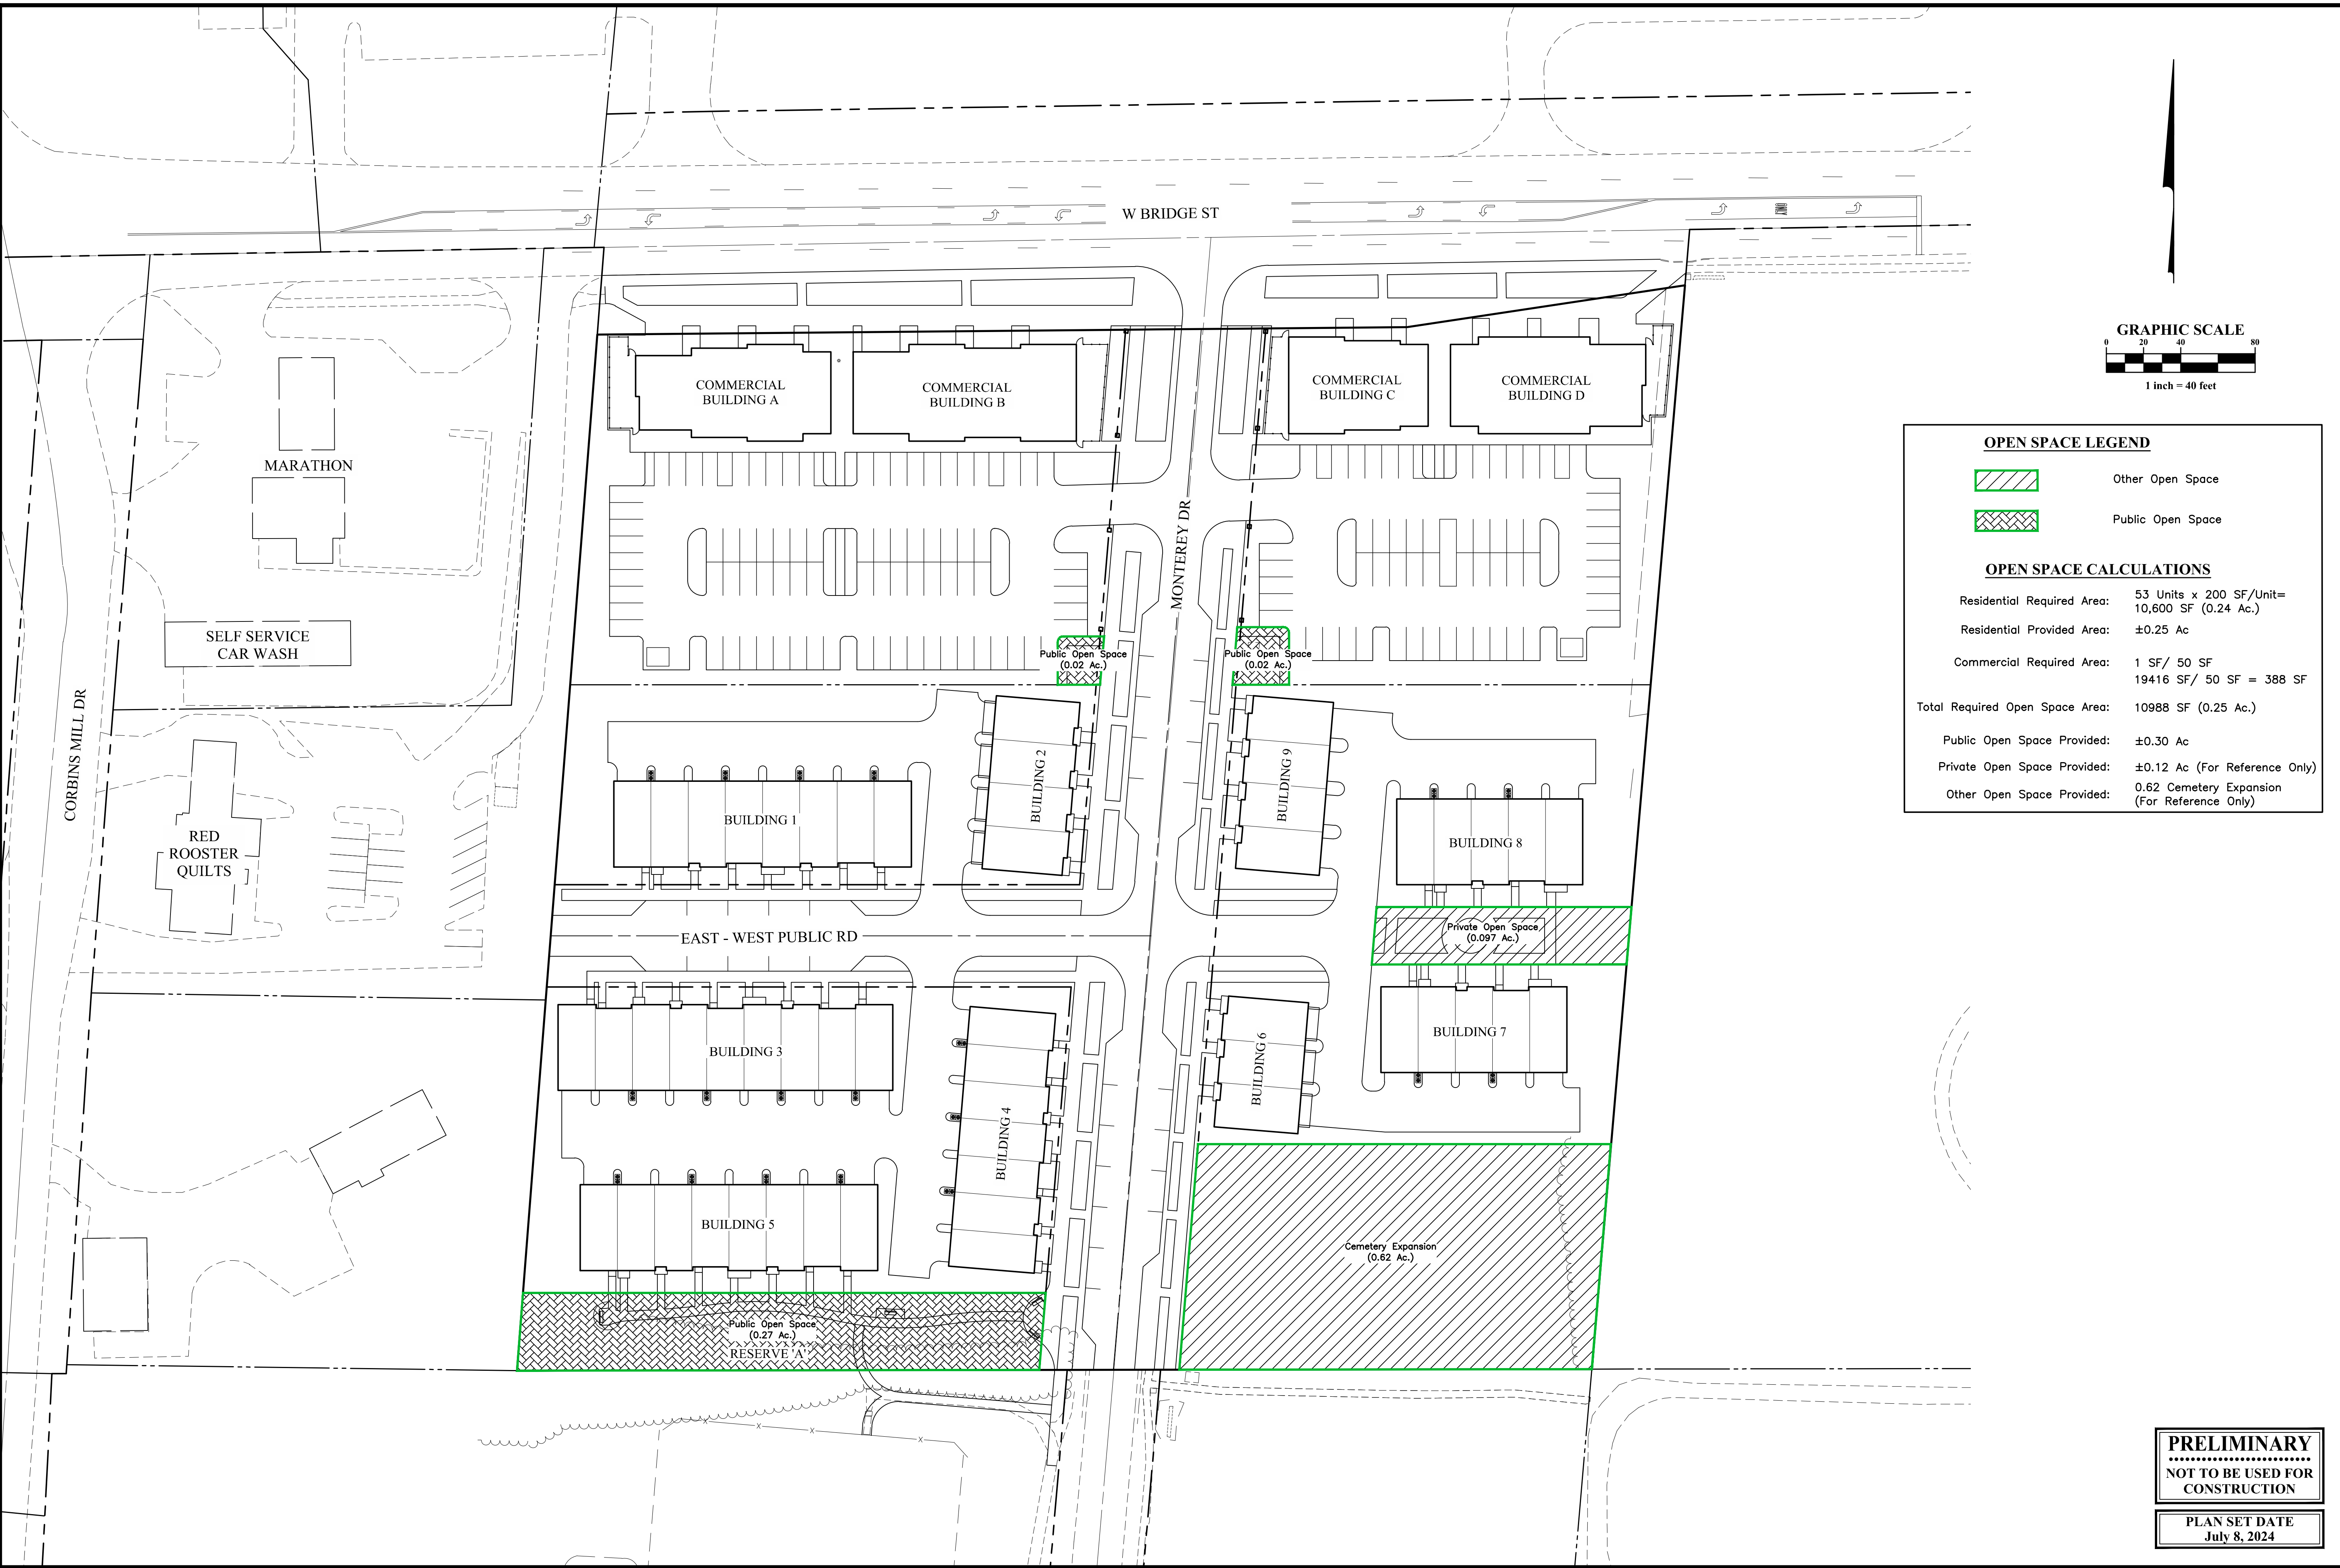 W BRIDGE ST
GRAPHIC SCALE
0 20 40 80
1 inch = 40 feet
COMMERCIAL
BUILDING A
COMMERCIAL
BUILDING B
COMMERCIAL
BUILDING C
COMMERCIAL
BUILDING D
MARATHON
SELF SERVICE
CAR WASH
CORBINS MILL DR
RED
ROOSTER
QUILTS
MONTEREY DR
Public Open Space
(0.02 Ac.)
Public Open Space
(0.02 Ac.)
BUILDING 1
BUILDING 2
BUILDING 9
BUILDING 8
EAST - WEST PUBLIC RD
Private Open Space
(0.097 Ac.)
BUILDING 3
BUILDING 4
BUILDING 6
BUILDING 7
BUILDING 5
Cemetery Expansion
(0.62 Ac.)
Public Open Space
(0.27 Ac.)
RESERVE 'A'
X X X
OPEN SPACE LEGEND
Other Open Space
Public Open Space
OPEN SPACE CALCULATIONS
Residential Required Area: 53 Units x 200 SF/Unit=
10,600 SF (0.24 Ac.)
Residential Provided Area: ±0.25 Ac
Commercial Required Area: 1 SF/ 50 SF
19416 SF/ 50 SF = 388 SF
Total Required Open Space Area: 10988 SF (0.25 Ac.)
Public Open Space Provided: ±0.30 Ac
Private Open Space Provided: ±0.12 Ac (For Reference Only)
Other Open Space Provided: 0.62 Cemetery Expansion
(For Reference Only)
PRELIMINARY
NOT TO BE USED FOR
CONSTRUCTION
PLAN SET DATE
July 8, 2024